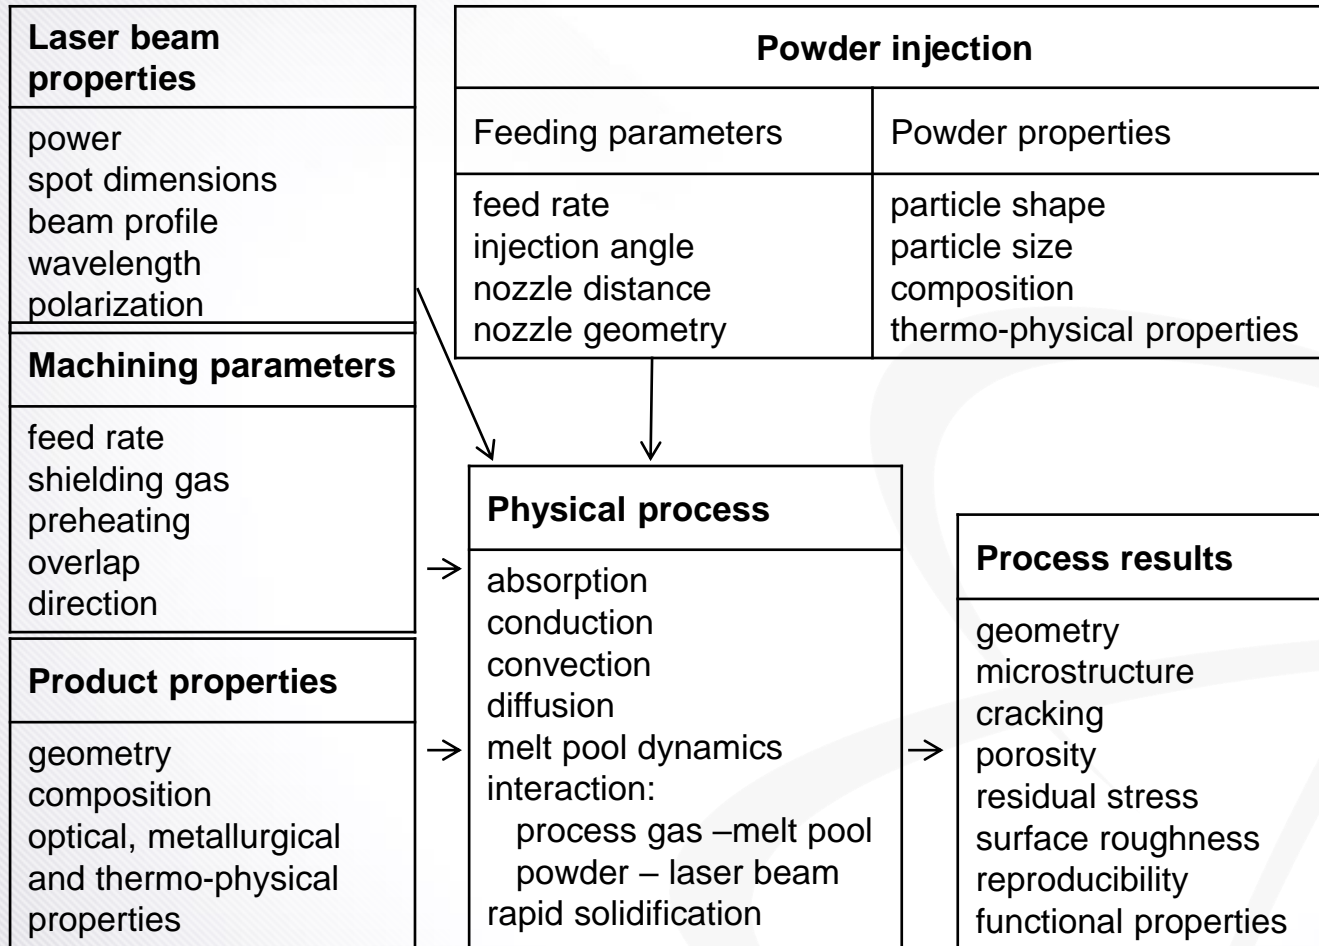 Laser beam
properties
power
spot dimensions
beam profile
wavelength
polarization
Machining parameters
feed rate
shielding gas
preheating
overlap
direction
Product properties
geometry
composition
optical, metallurgical
and thermo-physical
properties
Powder injection
Feeding parameters
feed rate
injection angle
nozzle distance
nozzle geometry
Powder properties
particle shape
particle size
composition
thermo-physical properties
Physical process
absorption
conduction
convection
diffusion
melt pool dynamics
interaction:
process gas –melt pool
powder – laser beam
rapid solidification
Process results
geometry
microstructure
cracking
porosity
residual stress
surface roughness
reproducibility
functional properties